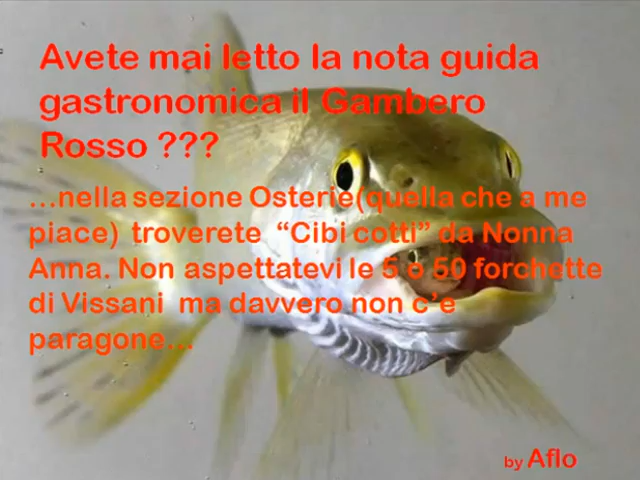 Avete mai letto la nota guida
gastronomica il Gambero
Rosso ???
...nella sezione Osterie(quella che a me
piace) troverete “Cibi cotti” da Nonna
Anna. Non aspettatevi le 5 o 50 forchette
di Vissani ma davvero non c’è
paragone...
by Aflo